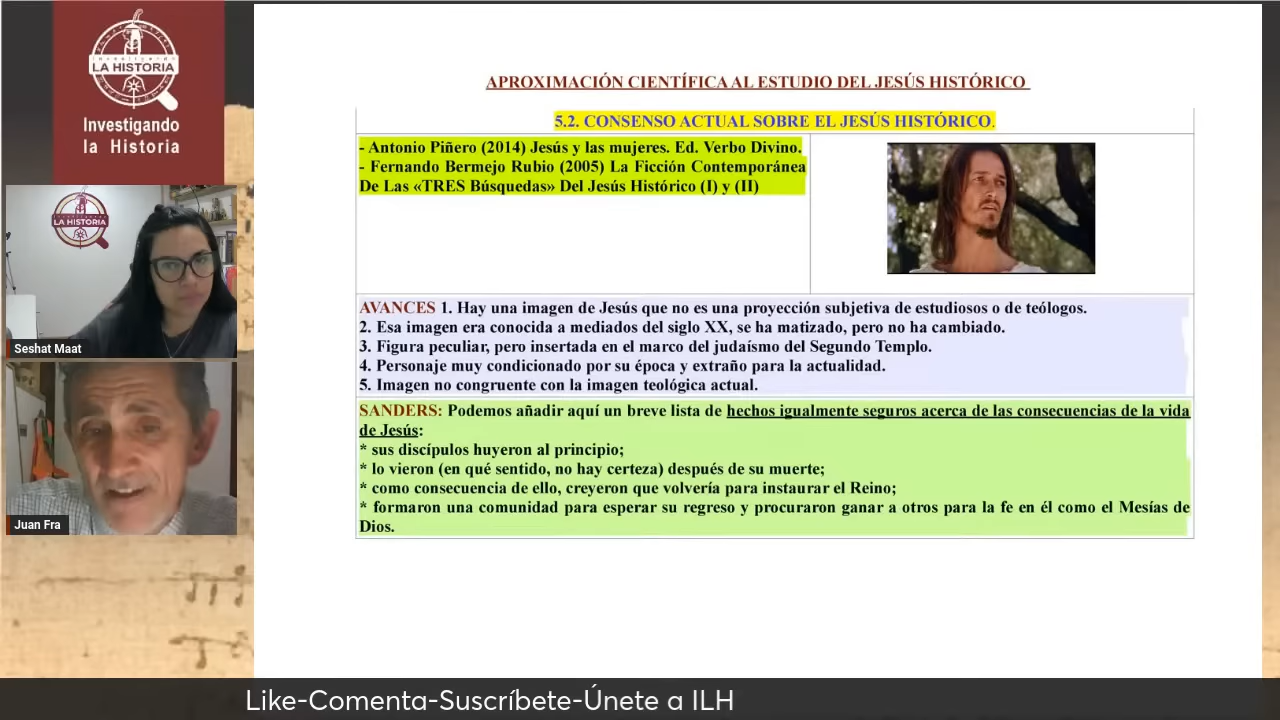 Investigando
LA HISTORIA
Investigando
la Historia
LA HISTORIA
Seshat Maat
Juan Fra
APROXIMACIÓN CIENTÍFICA AL ESTUDIO DEL JESÚS HISTÓRICO
5.2. CONSENSO ACTUAL SOBRE EL JESÚS HISTÓRICO.
- Antonio Piñero (2014) Jesús y las mujeres. Ed. Verbo Divino.
- Fernando Bermejo Rubio (2005) La Ficción Contemporánea
De Las «TRES Búsquedas» Del Jesús Histórico (I) y (II)
AVANCES 1. Hay una imagen de Jesús que no es una proyección subjetiva de estudiosos o de teólogos.
2. Esa imagen era conocida a mediados del siglo XX, se ha matizado, pero no ha cambiado.
3. Figura peculiar, pero insertada en el marco del judaísmo del Segundo Templo.
4. Personaje muy condicionado por su época y extraño para la actualidad.
5. Imagen no congruente con la imagen teológica actual.
SANDERS: Podemos añadir aquí un breve lista de hechos igualmente seguros acerca de las consecuencias de la vida
de Jesús:
* sus discípulos huyeron al principio;
* lo vieron (en qué sentido, no hay certeza) después de su muerte;
* como consecuencia de ello, creyeron que volvería para instaurar el Reino;
* formaron una comunidad para esperar su regreso y procuraron ganar a otros para la fe en él como el Mesías de
Dios.
Like-Comenta-Suscríbete-Únete a ILH